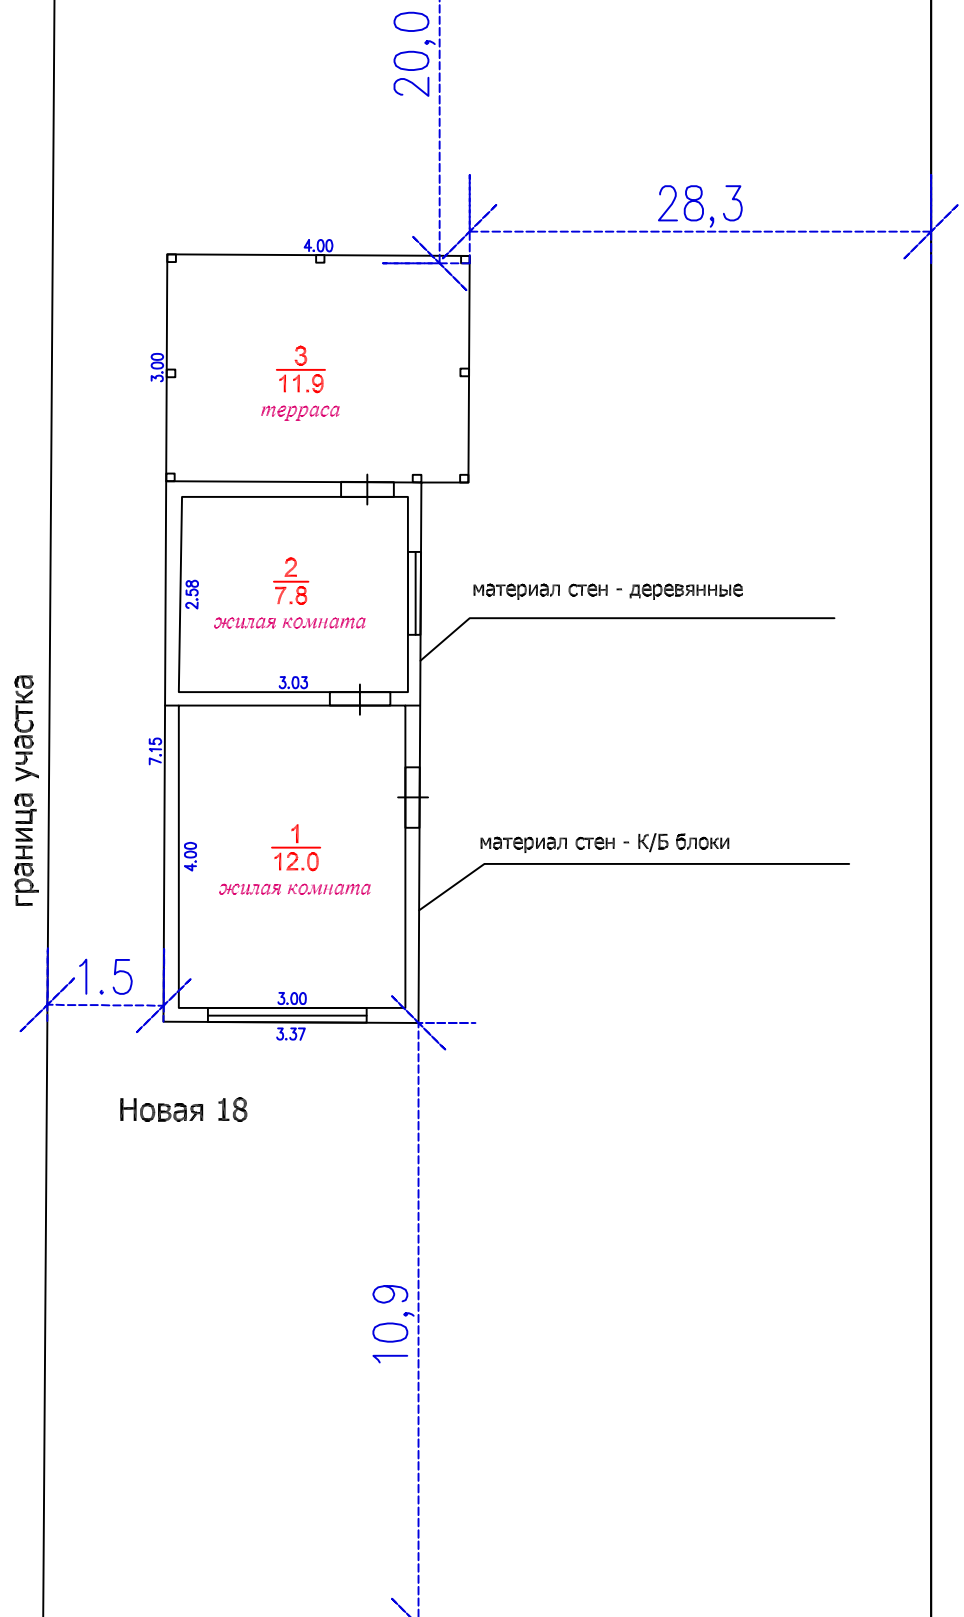 20,0
28,3
4.00
3.00
3
11.9
терраса
2
7.8
жилая комната
2.58
3.03
материал стен - деревянные
граница участка
7.15
4.00
1
12.0
жилая комната
материал стен - К/Б блоки
1.5
3.00
3.37
Новая 18
10,9